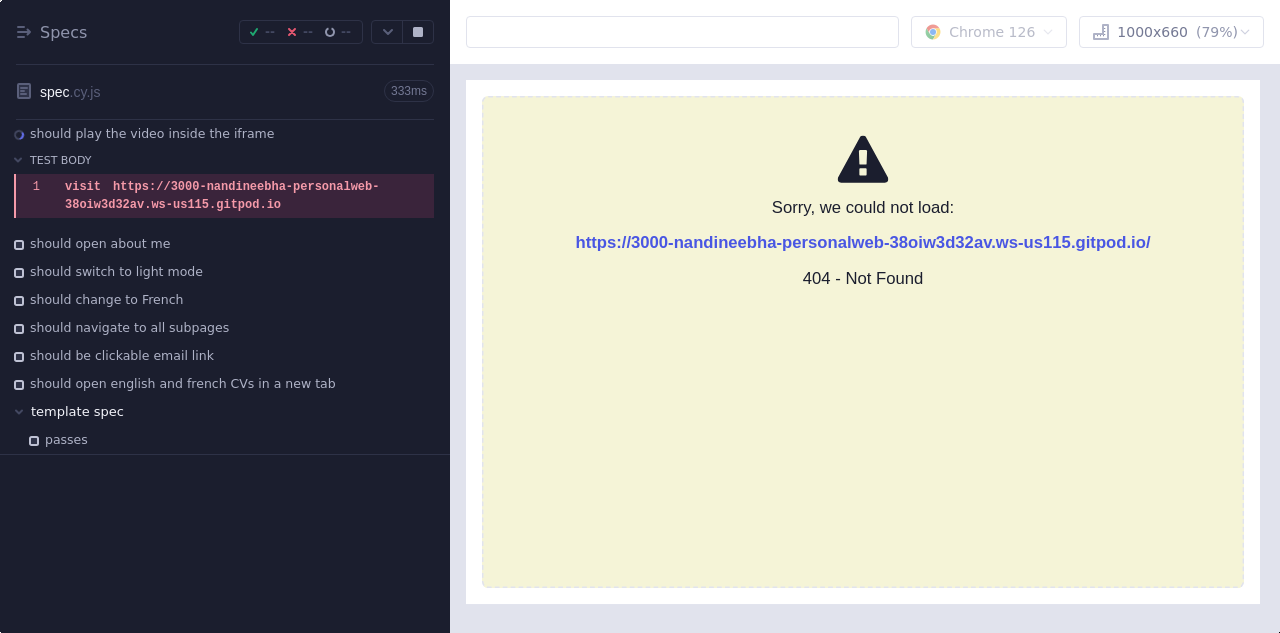 Specs
--
--
--
Chrome 126
1000x660 (79%)
spec.cy.js
333ms
should play the video inside the iframe
TEST BODY
1 visit https://3000-nandineebha-personalweb-
38oiw3d32av.ws-us115.gitpod.io
should open about me
should switch to light mode
should change to French
should navigate to all subpages
should be clickable email link
should open english and french CVs in a new tab
template spec
passes
Sorry, we could not load:
https://3000-nandineebha-personalweb-38oiw3d32av.ws-us115.gitpod.io/
404 - Not Found